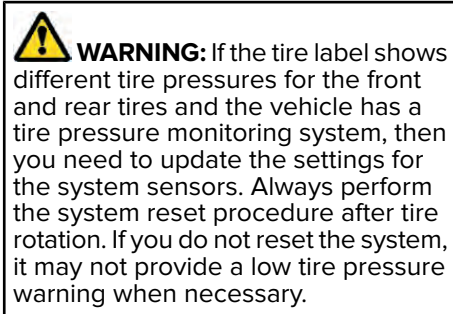 WARNING: If the tire label shows
different tire pressures for the front
and rear tires and the vehicle has a
tire pressure monitoring system, then
you need to update the settings for
the system sensors. Always perform
the system reset procedure after tire
rotation. If you do not reset the system,
it may not provide a low tire pressure
warning when necessary.